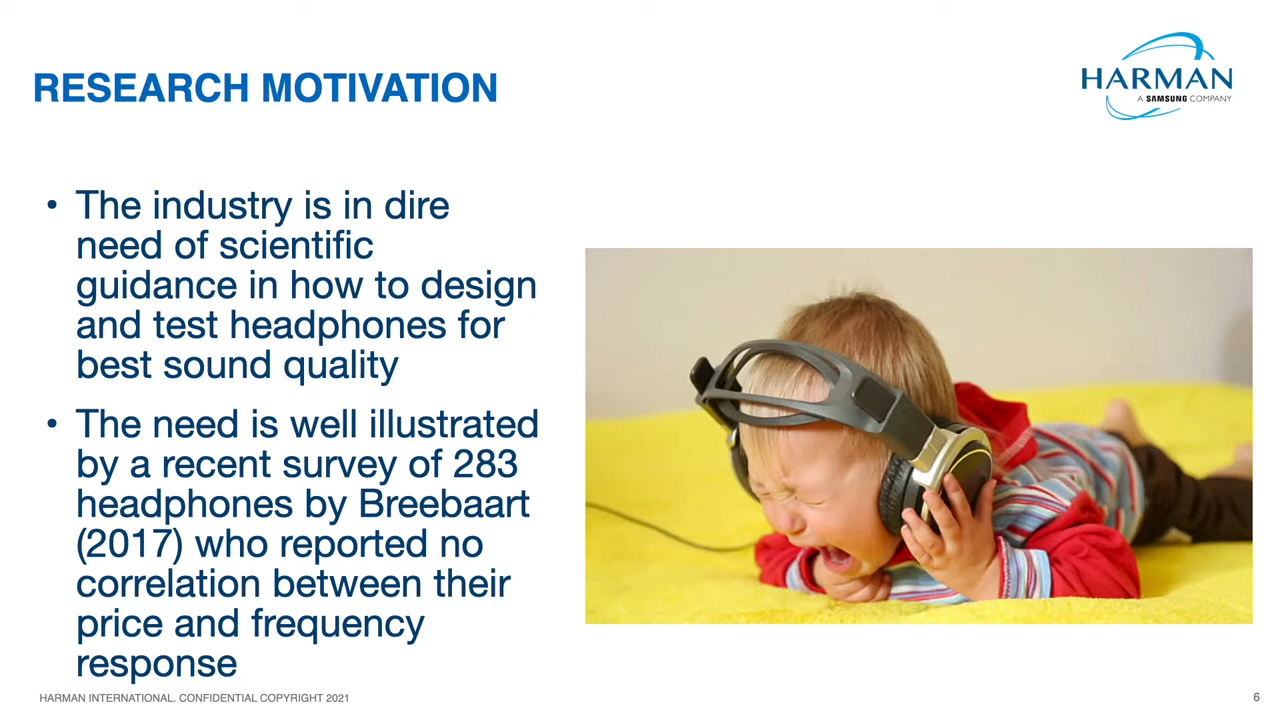 RESEARCH MOTIVATION
HARMAN
A SAMSUNG COMPANY
• The industry is in dire
need of scientific
guidance in how to design
and test headphones for
best sound quality
• The need is well illustrated
by a recent survey of 283
headphones by Breebaart
(2017) who reported no
correlation between their
price and frequency
response
HARMAN INTERNATIONAL. CONFIDENTIAL COPYRIGHT 2021
6